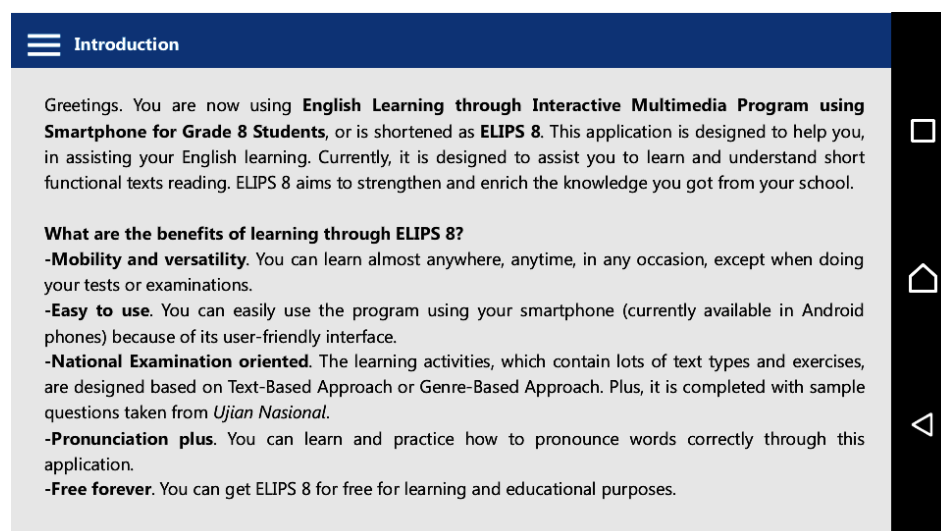 Introduction
Greetings. You are now using English Learning through Interactive Multimedia Program using
Smartphone for Grade 8 Students, or is shortened as ELIPS 8. This application is designed to help you,
in assisting your English learning. Currently, it is designed to assist you to learn and understand short
functional texts reading. ELIPS 8 aims to strengthen and enrich the knowledge you got from your school.
What are the benefits of learning through ELIPS 8?
-Mobility and versatility. You can learn almost anywhere, anytime, in any occasion, except when doing
your tests or examinations.
-Easy to use. You can easily use the program using your smartphone (currently available in Android
phones) because of its user-friendly interface.
-National Examination oriented. The learning activities, which contain lots of text types and exercises,
are designed based on Text-Based Approach or Genre-Based Approach. Plus, it is completed with sample
questions taken from Ujian Nasional.
-Pronunciation plus. You can learn and practice how to pronounce words correctly through this
application.
-Free forever. You can get ELIPS 8 for free for learning and educational purposes.